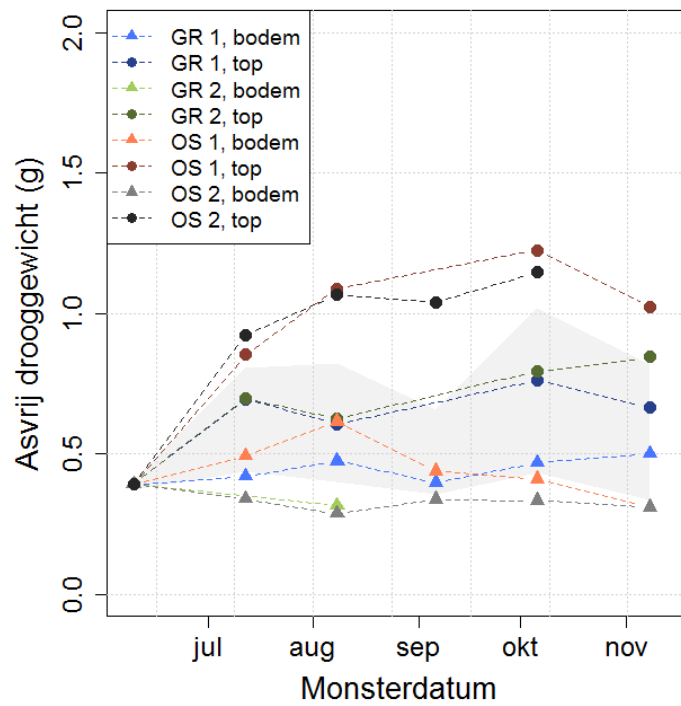 2.0
1.5
1.0
0.5
0.0
Asvrij drooggewicht (g)
GR 1, bodem
GR 1, top
GR 2, bodem
GR 2, top
OS 1, bodem
OS 1, top
OS 2, bodem
OS 2, top
jul aug sep okt nov
Monsterdatum